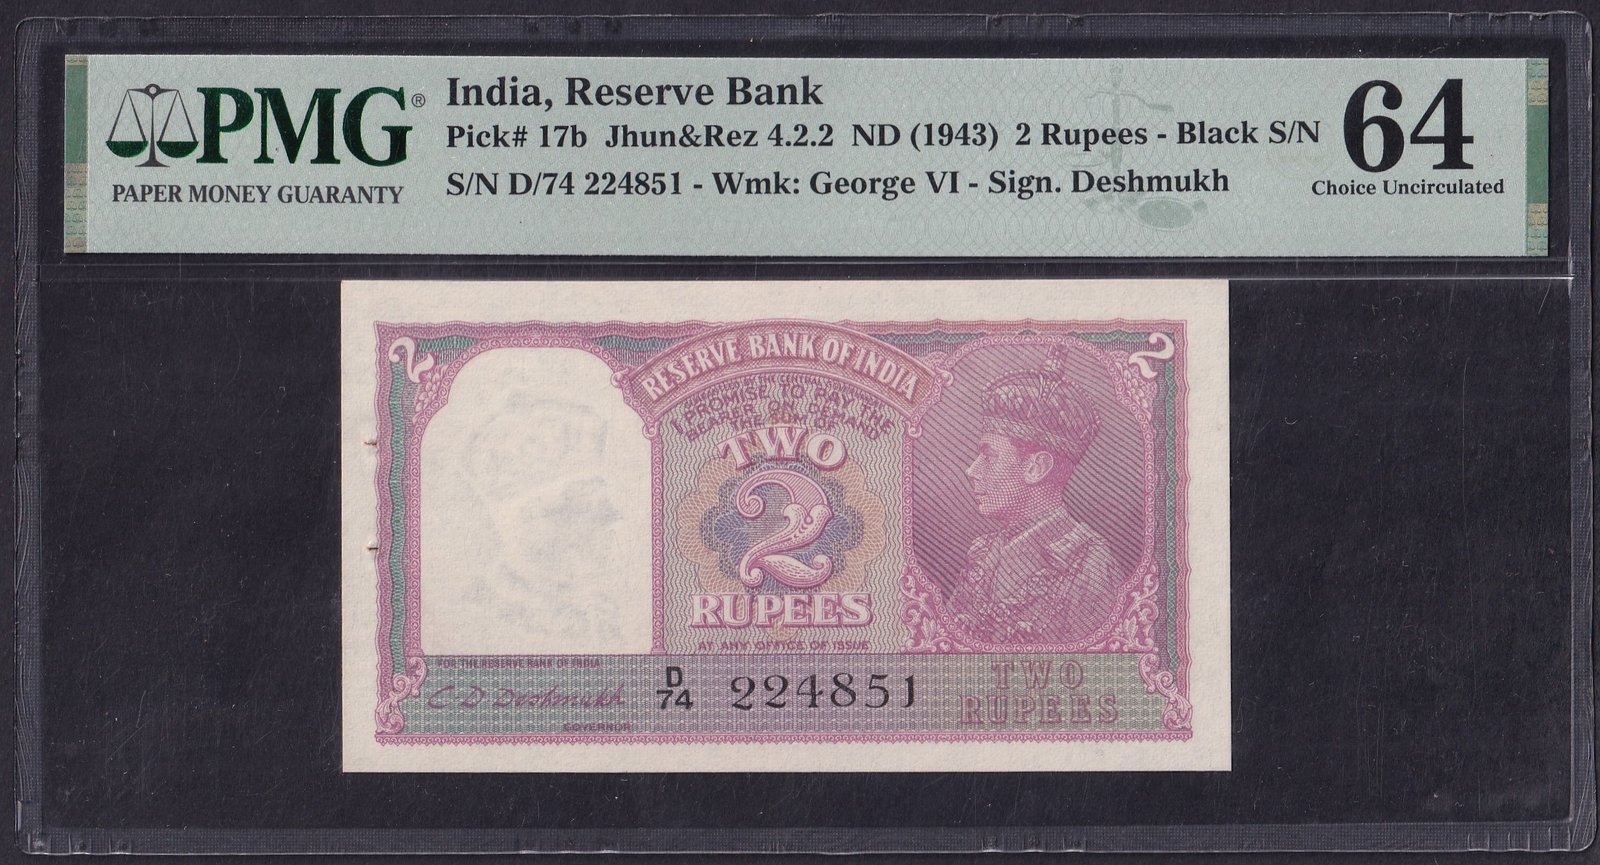 PMG®
PAPER MONEY GUARANTY
India, Reserve Bank
Pick# 17b Jhun&Rez 4.2.2 ND (1943) 2 Rupees - Black S/N
S/N D/74 224851 - Wmk: George VI - Sign. Deshmukh
64
Choice Uncirculated
2
2
RESERVE BANK OF INDIA
I PROMISE TO PAY THE
BEARER ON DEMAND
THE SUM OF
TWO
2
RUPEES
AT ANY OFFICE OF ISSUE
FOR THE RESERVE BANK OF INDIA
C D Deshmukh
GOVERNOR
D/74 224851
TWO
RUPEES